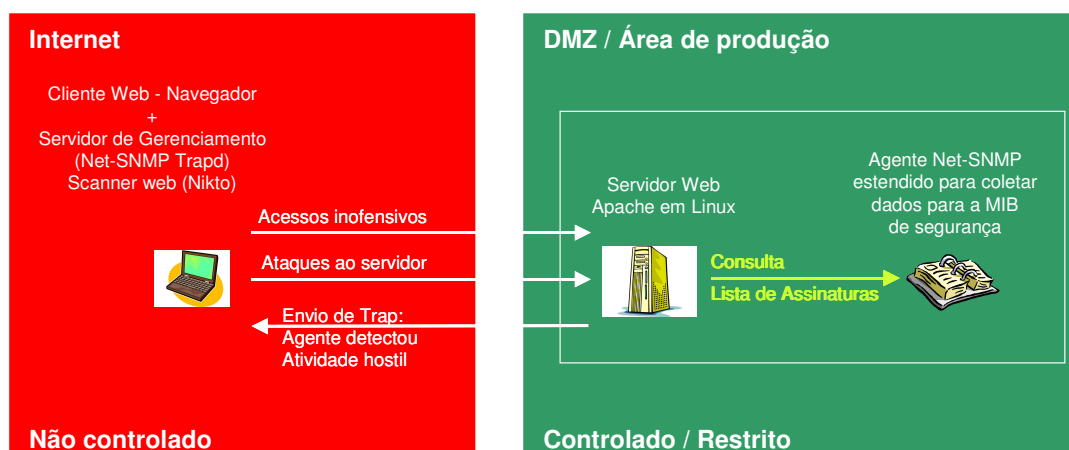 Internet
Cliente Web - Navegador
+
Servidor de Gerenciamento
(Net-SNMP Trapd)
Scanner web (Nikto)
Acessos inofensivos
Ataques ao servidor
Envio de Trap:
Agente detectou
Atividade hostil
Não controlado
DMZ / Área de produção
Servidor Web
Apache em Linux
Agente Net-SNMP
estendido para coletar
dados para a MIB
de segurança
Consulta
Lista de Assinaturas
Controlado / Restrito